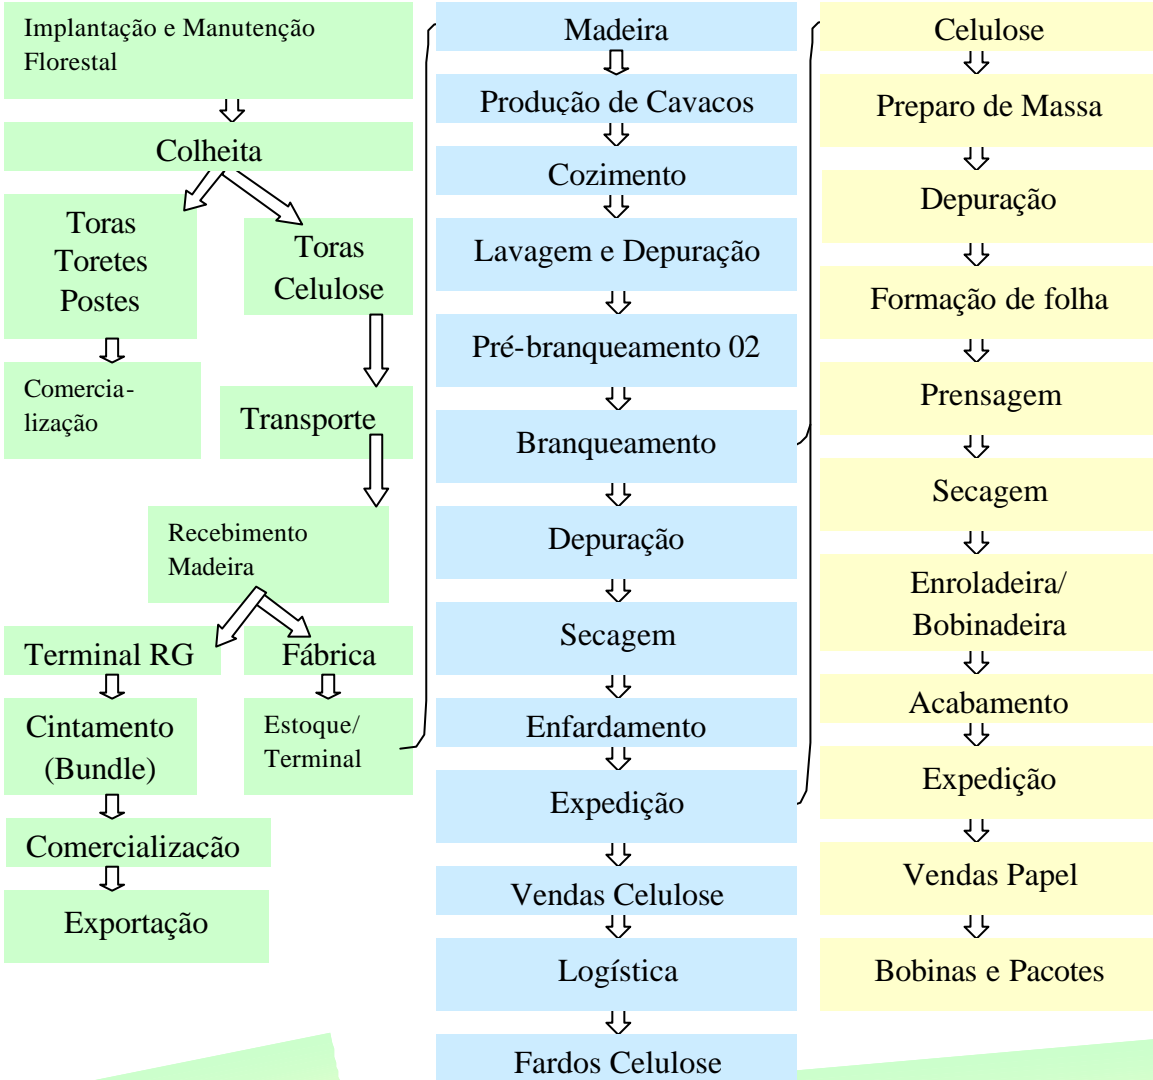 Implantação e Manutenção
Florestal
Colheita
Toras
Toretes
Postes
Toras
Celulose
Comercia-
lização
Transporte
Recebimento
Madeira
Terminal RG
Fábrica
Cintamento
(Bundle)
Estoque/
Terminal
Comercialização
Exportação
Madeira
Produção de Cavacos
Cozimento
Lavagem e Depuração
Pré-branqueamento 02
Branqueamento
Depuração
Secagem
Enfardamento
Expedição
Vendas Celulose
Logística
Fardos Celulose
Celulose
Preparo de Massa
Depuração
Formação de folha
Prensagem
Secagem
Enroladeira/
Bobinadeira
Acabamento
Expedição
Vendas Papel
Bobinas e Pacotes